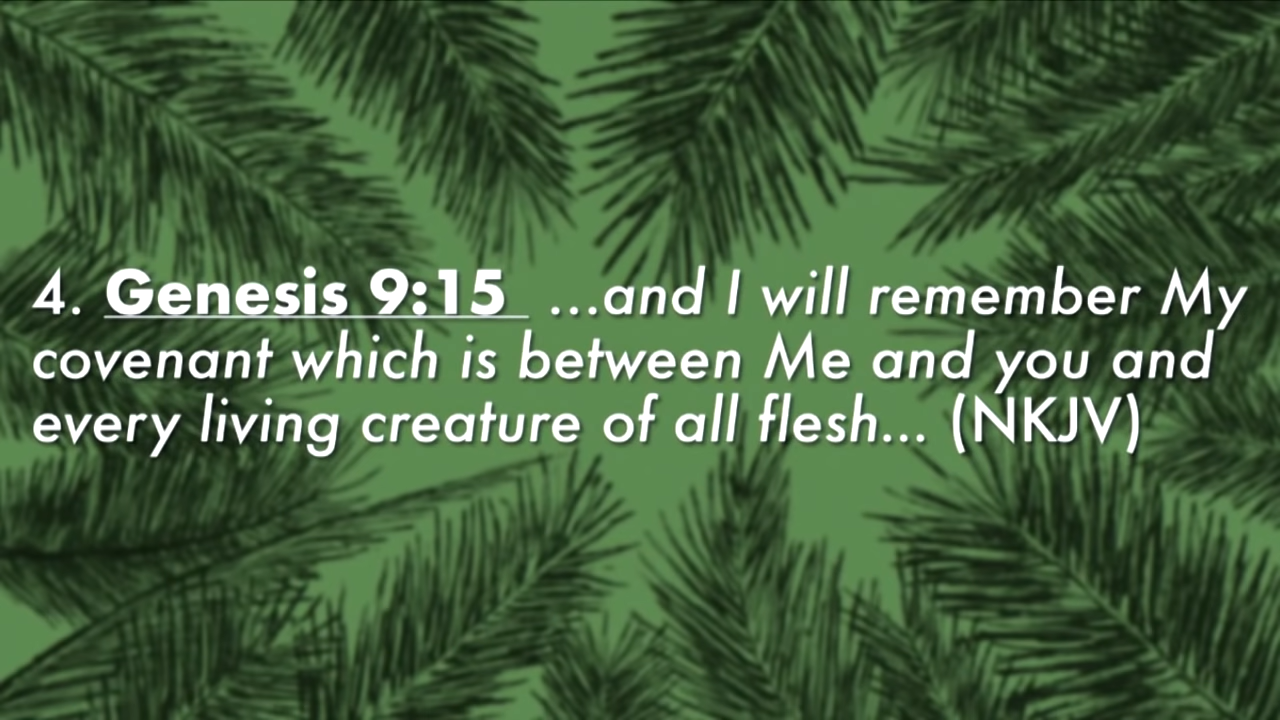 4. Genesis 9:15 ...and I will remember My
covenant which is between Me and you and
every living creature of all flesh... (NKJV)